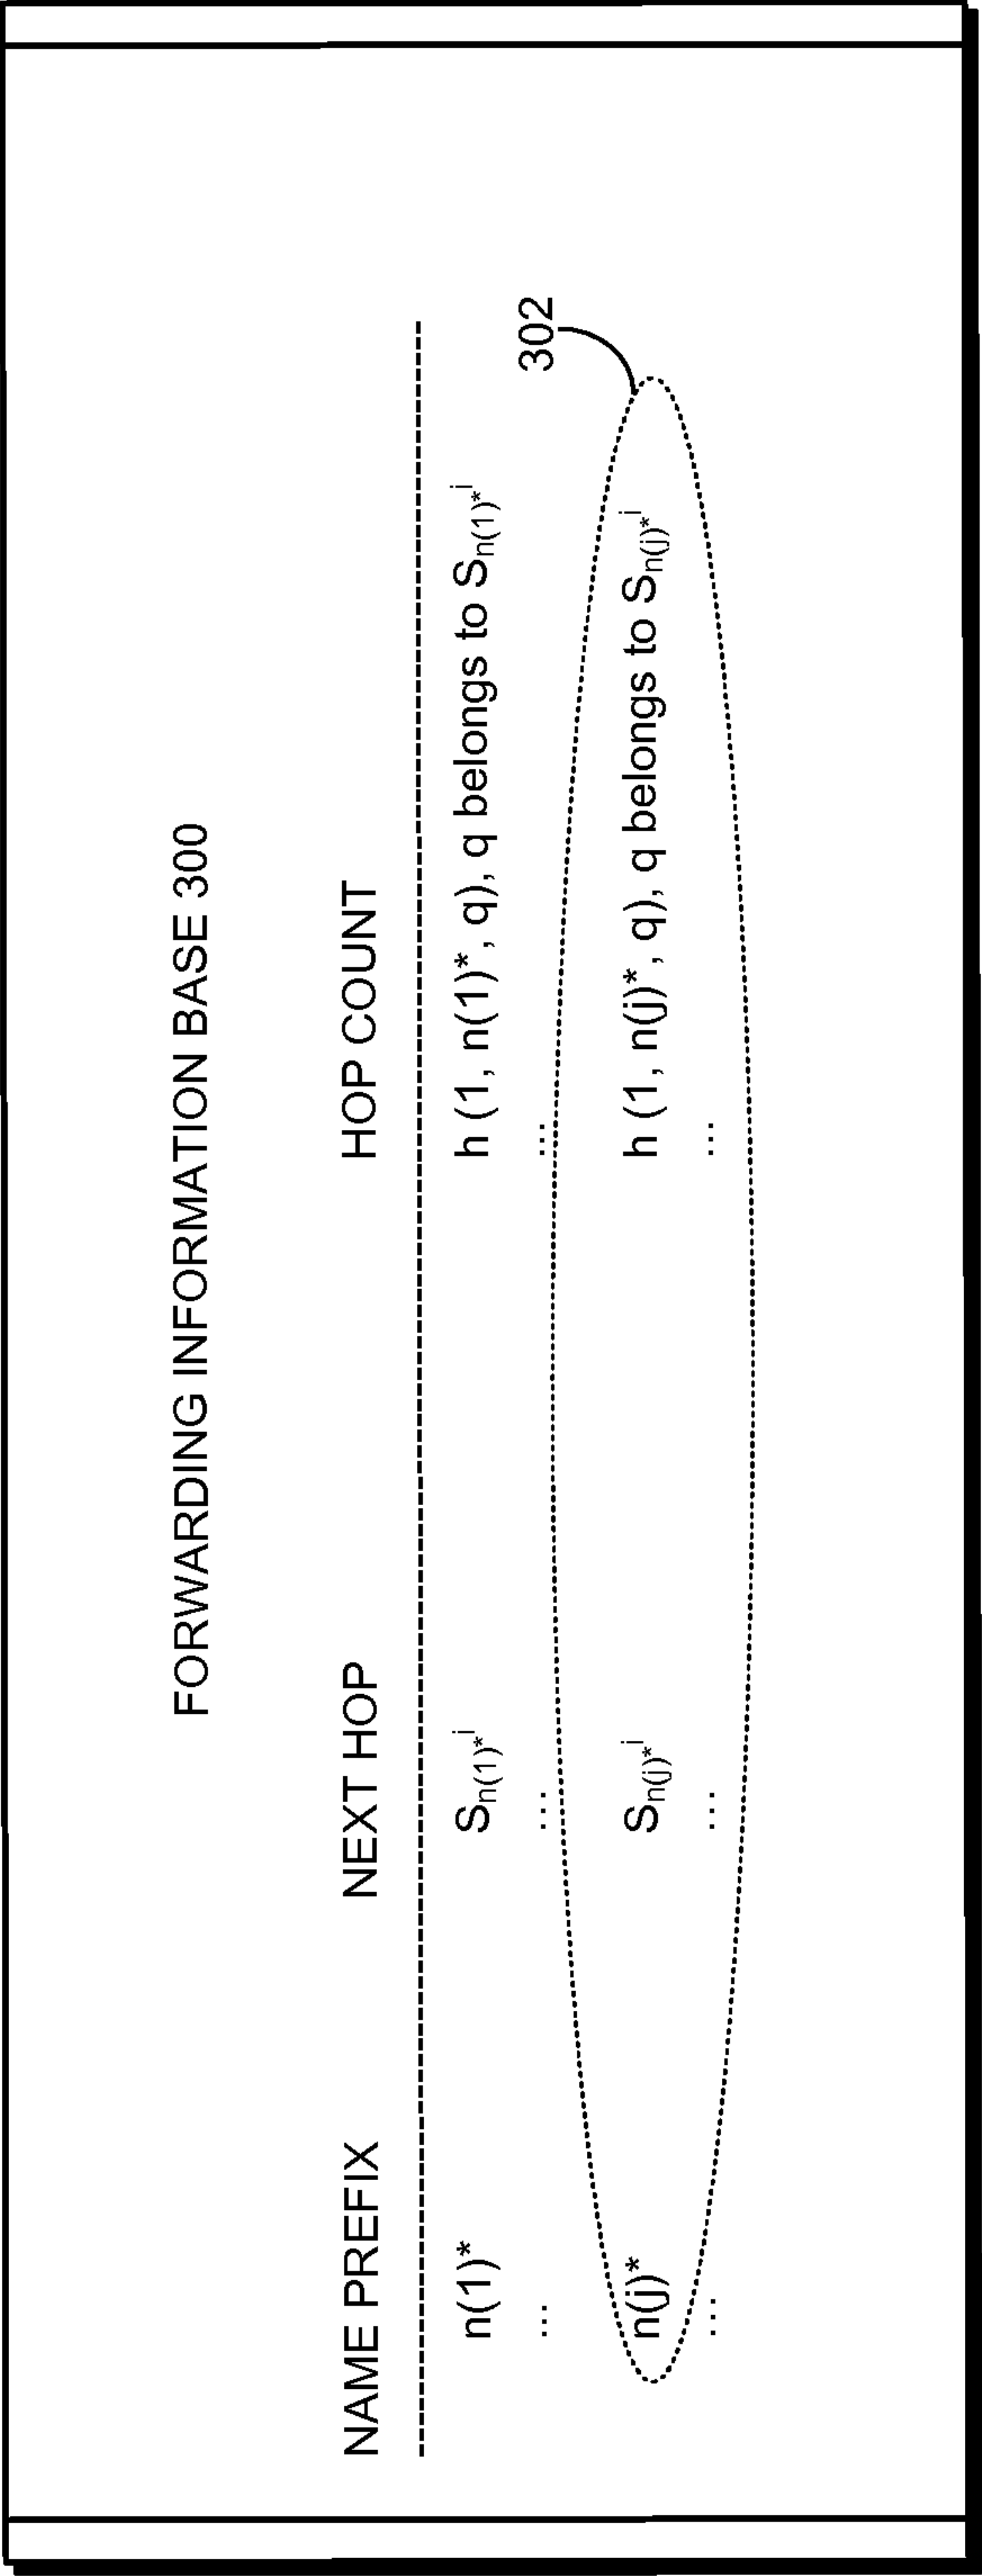 FORWARDING INFORMATION BASE 300
NAME PREFIX NEXT HOP HOP COUNT
n(1)* Sn(1)*i h (1, n(1)*, q), q belongs to Sn(1)*i
... ... ...
302
n(j)* Sn(j)*i h (1, n(j)*, q), q belongs to Sn(j)*i
... ... ...